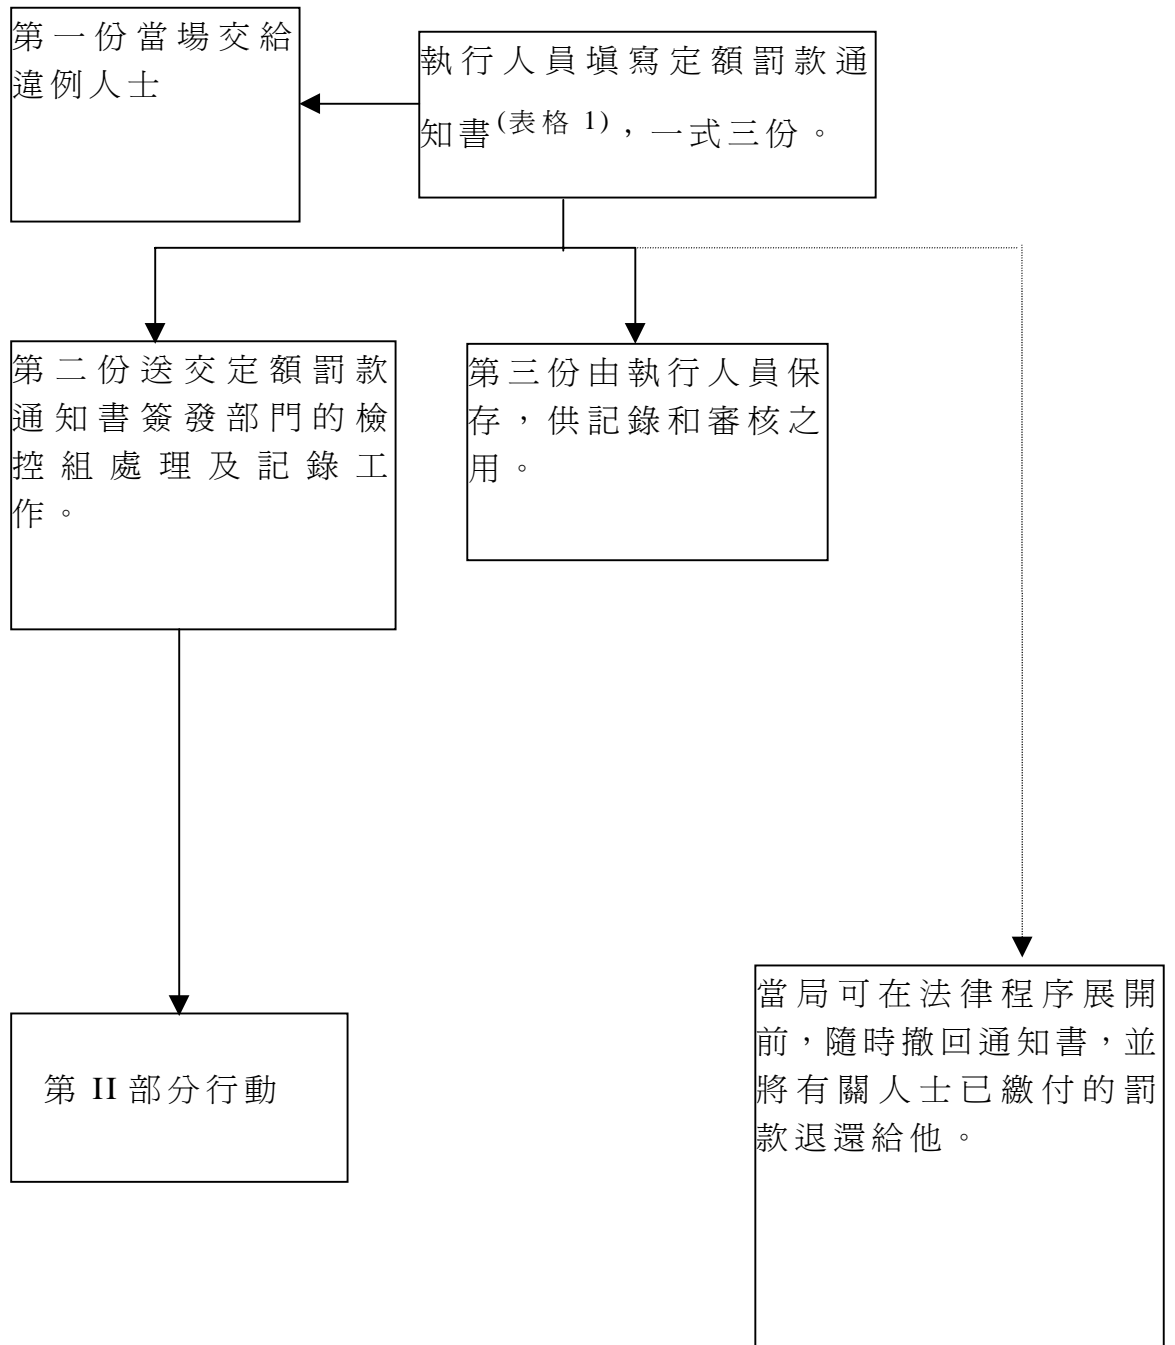 第一份當場交給
違例人士
執行人員填寫定額罰款通
知書(表格 1)，一式三份。
第二份送交定額罰款
通知書簽發部門的檢
控組處理及記錄工
作。
第三份由執行人員保
存，供記錄和審核之
用。
第 II 部分行動
當局可在法律程序展開
前，隨時撤回通知書，並
將有關人士已繳付的罰
款退還給他。